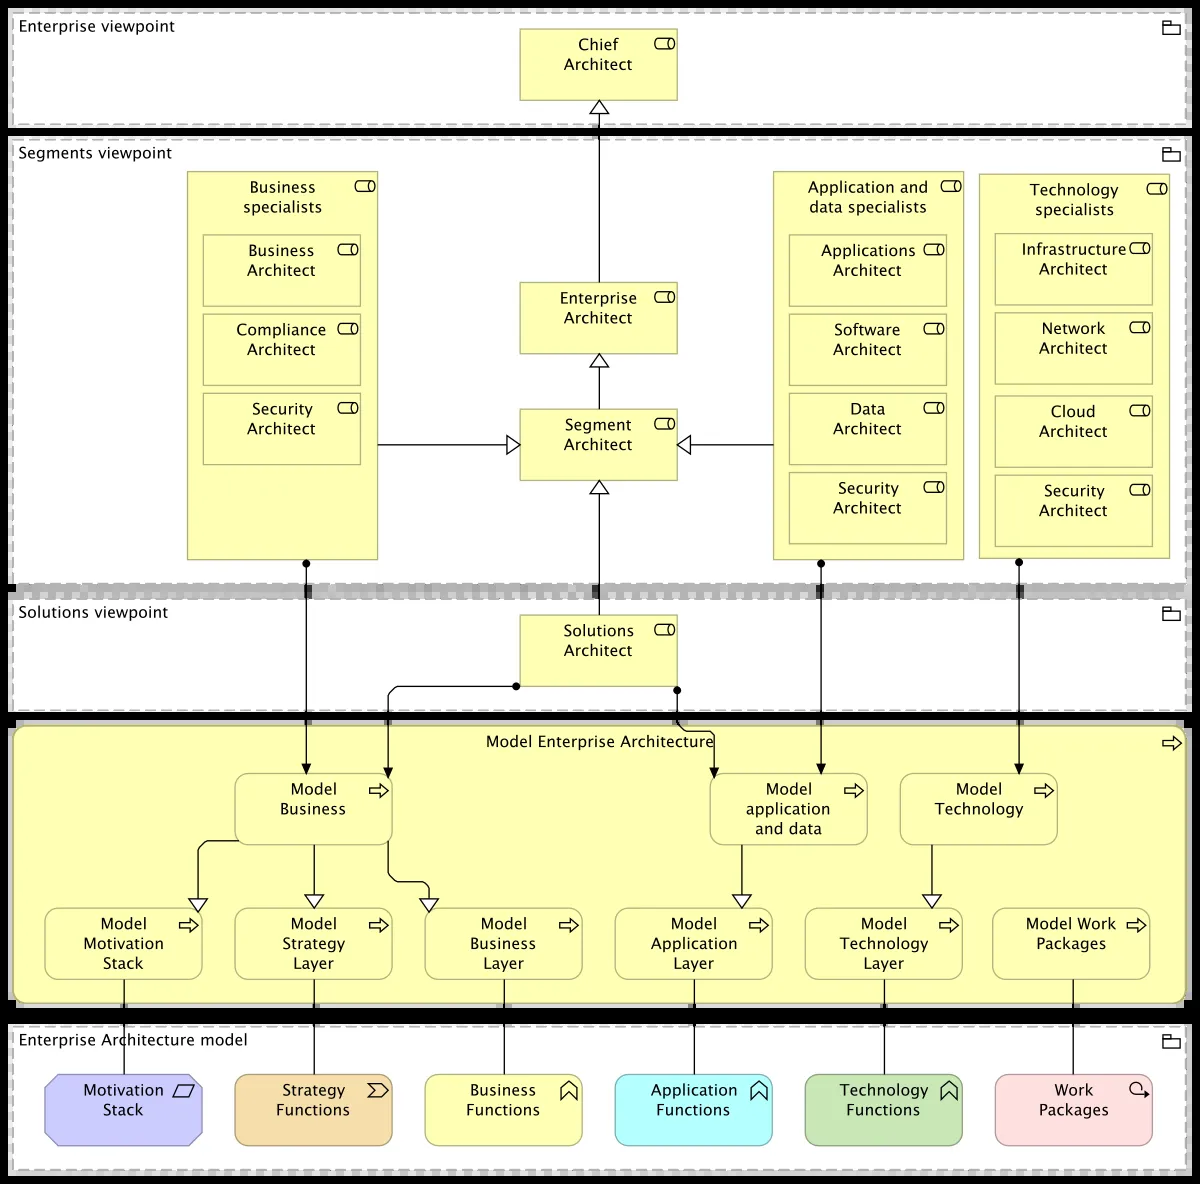 Enterprise viewpoint
Chief
Architect
Segments viewpoint
Business
specialists
Business
Architect
Compliance
Architect
Security
Architect
Enterprise
Architect
Segment
Architect
Application and
data specialists
Applications
Architect
Software
Architect
Data
Architect
Security
Architect
Technology
specialists
Infrastructure
Architect
Network
Architect
Cloud
Architect
Security
Architect
Solutions viewpoint
Solutions
Architect
Model Enterprise Architecture
Model
Business
Model
application
and data
Model
Technology
Model
Motivation
Stack
Model
Strategy
Layer
Model
Business
Layer
Model
Application
Layer
Model
Technology
Layer
Model Work
Packages
Enterprise Architecture model
Motivation
Stack
Strategy
Functions
Business
Functions
Application
Functions
Technology
Functions
Work
Packages